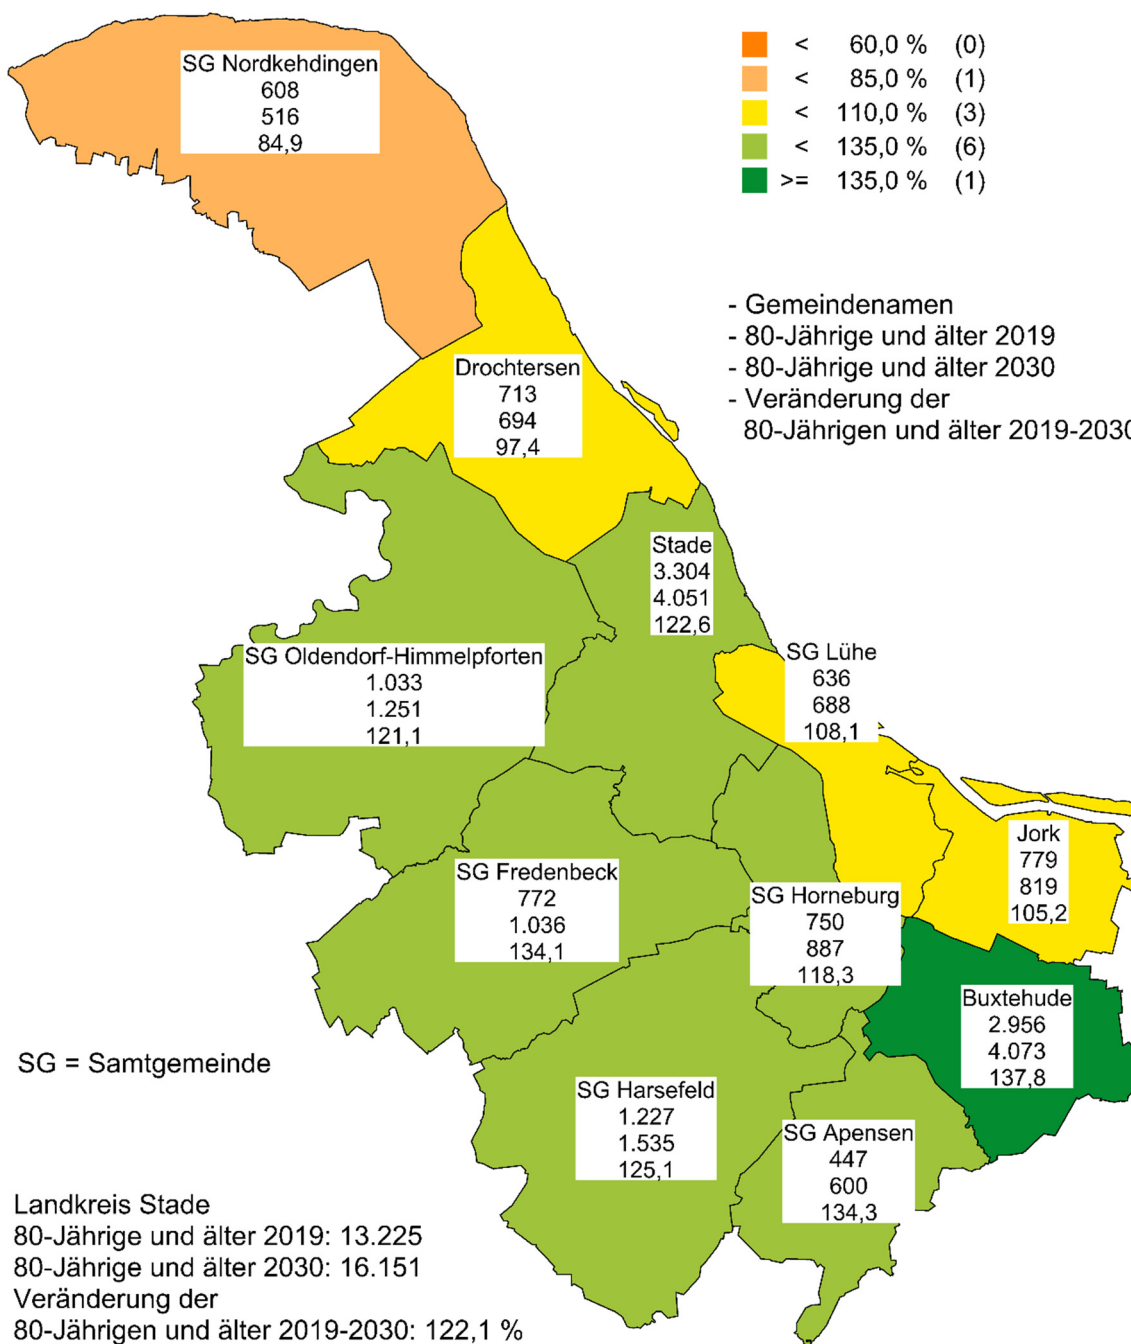 SG Nordkehdingen
608
516
84,9
< 60,0 % (0)
< 85,0 % (1)
< 110,0 % (3)
< 135,0 % (6)
>= 135,0 % (1)
- Gemeindenamen
- 80-Jährige und älter 2019
- 80-Jährige und älter 2030
- Veränderung der
80-Jährigen und älter 2019-2030
Drochtersen
713
694
97,4
Stade
3.304
4.051
122,6
SG Oldendorf-Himmelpforten
1.033
1.251
121,1
SG Lühe
636
688
108,1
Jork
779
819
105,2
SG Fredenbeck
772
1.036
134,1
SG Horneburg
750
887
118,3
Buxtehude
2.956
4.073
137,8
SG = Samtgemeinde
SG Harsefeld
1.227
1.535
125,1
SG Apensen
447
600
134,3
Landkreis Stade
80-Jährige und älter 2019: 13.225
80-Jährige und älter 2030: 16.151
Veränderung der
80-Jährigen und älter 2019-2030: 122,1 %